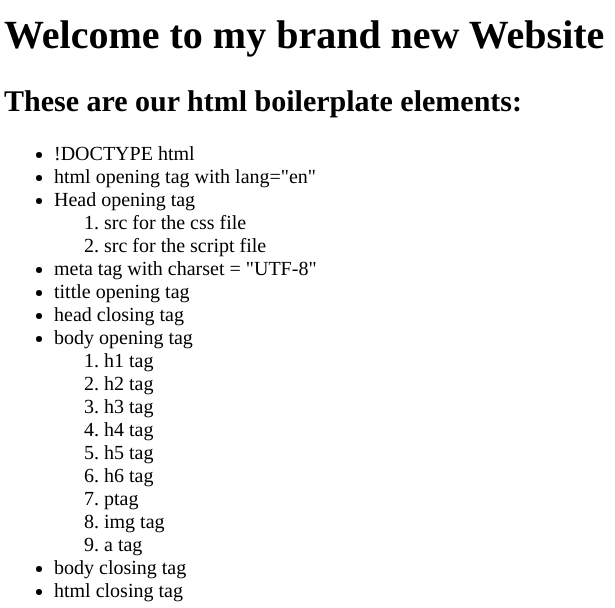 Welcome to my brand new Website
These are our html boilerplate elements:
• !DOCTYPE html
• html opening tag with lang="en"
• Head opening tag
1. src for the css file
2. src for the script file
• meta tag with charset = "UTF-8"
• tittle opening tag
• head closing tag
• body opening tag
1. h1 tag
2. h2 tag
3. h3 tag
4. h4 tag
5. h5 tag
6. h6 tag
7. ptag
8. img tag
9. a tag
• body closing tag
• html closing tag